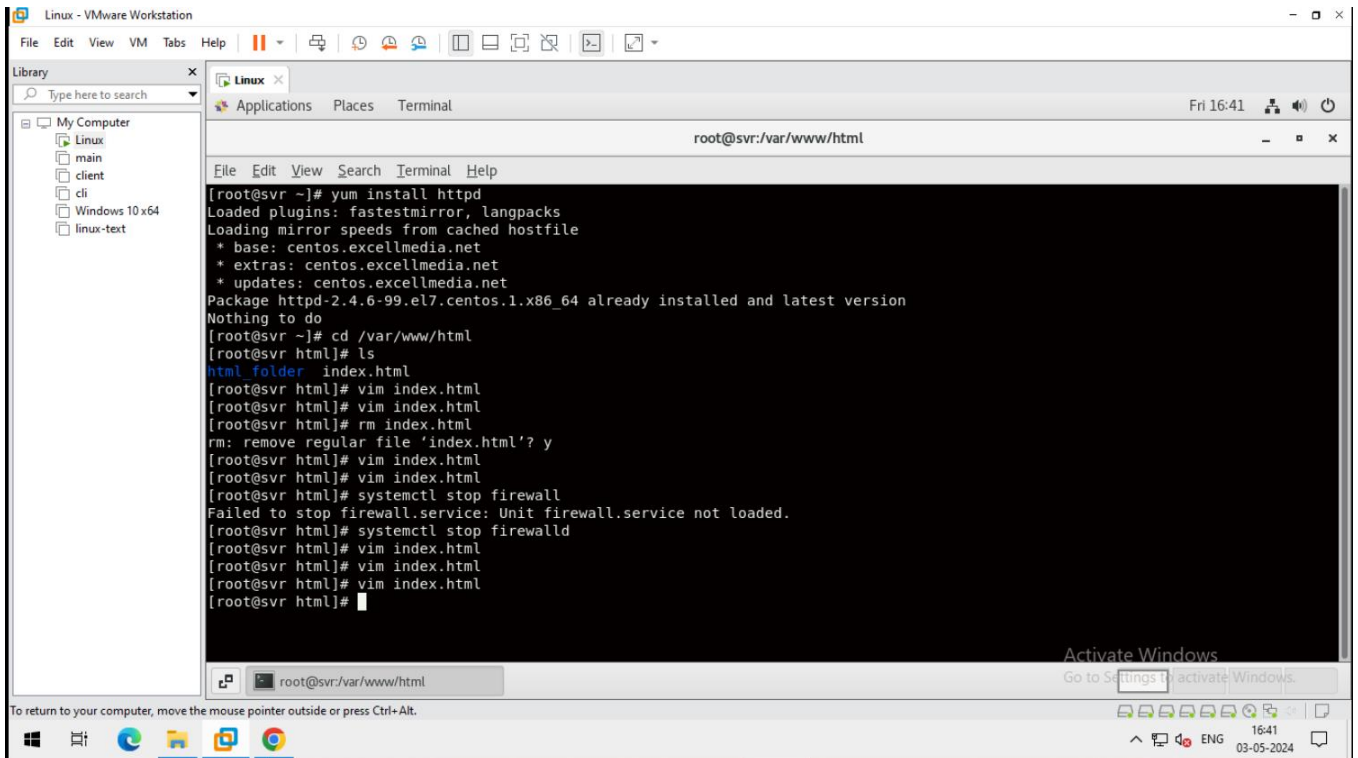 Linux - VMware Workstation
File Edit View VM Tabs Help
Library
Type here to search
My Computer
Linux
main
client
cli
Windows 10 x64
linux-text
Linux
Applications Places Terminal
Fri 16:41
root@svr:/var/www/html
File Edit View Search Terminal Help
[root@svr ~]# yum install httpd
Loaded plugins: fastestmirror, langpacks
Loading mirror speeds from cached hostfile
* base: centos.excellmedia.net
* extras: centos.excellmedia.net
* updates: centos.excellmedia.net
Package httpd-2.4.6-99.el7.centos.1.x86_64 already installed and latest version
Nothing to do
[root@svr ~]# cd /var/www/html
[root@svr html]# ls
html_folder index.html
[root@svr html]# vim index.html
[root@svr html]# vim index.html
[root@svr html]# rm index.html
rm: remove regular file ‘index.html’? y
[root@svr html]# vim index.html
[root@svr html]# vim index.html
[root@svr html]# systemctl stop firewall
Failed to stop firewall.service: Unit firewall.service not loaded.
[root@svr html]# systemctl stop firewalld
[root@svr html]# vim index.html
[root@svr html]# vim index.html
[root@svr html]# vim index.html
[root@svr html]#
Activate Windows
Go to Settings to activate Windows.
root@svr:/var/www/html
To return to your computer, move the mouse pointer outside or press Ctrl+Alt.
ENG
16:41
03-05-2024